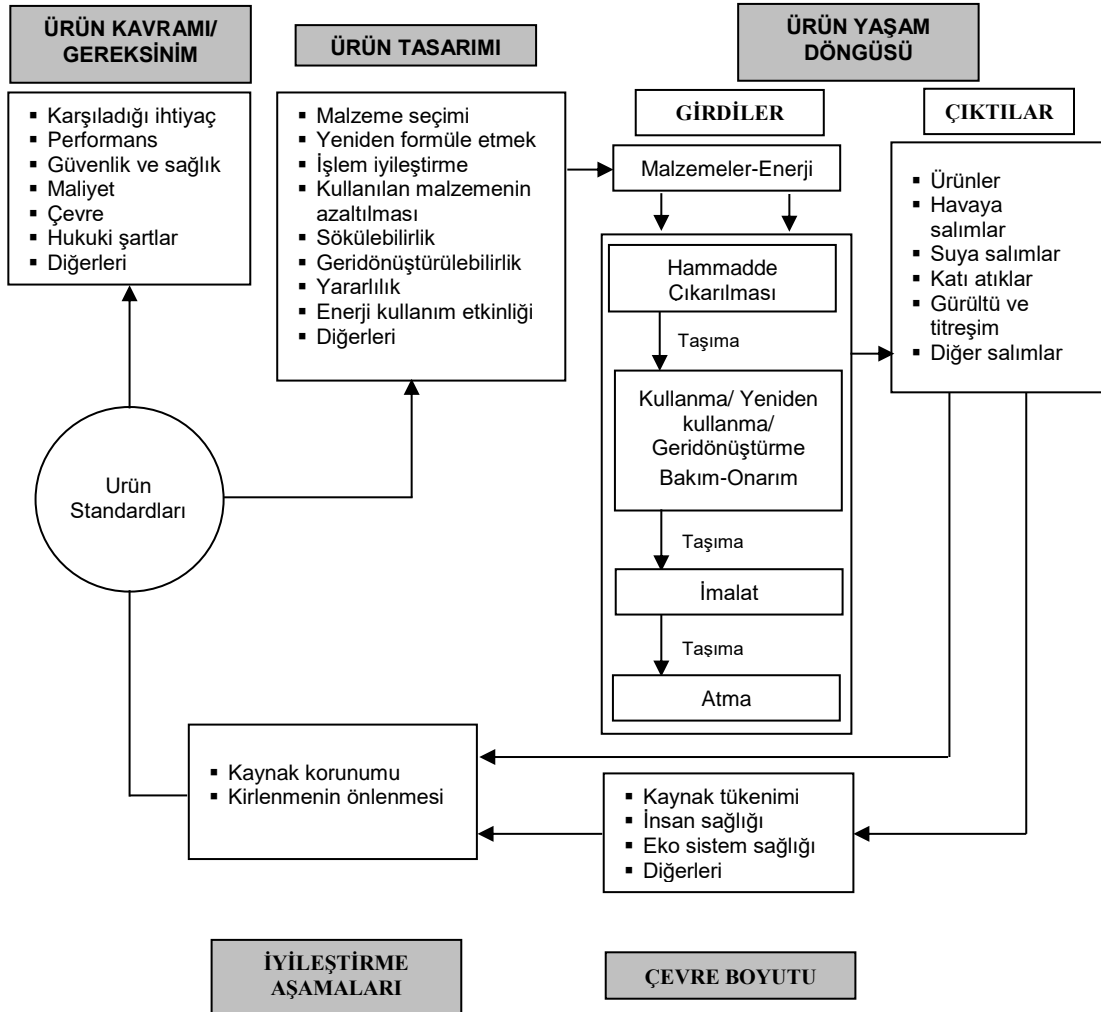 ÜRÜN KAVRAMI/
GEREKSİNİM
▪ Karşıladığı ihtiyaç
▪ Performans
▪ Güvenlik ve sağlık
▪ Maliyet
▪ Çevre
▪ Hukuki şartlar
▪ Diğerleri
ÜRÜN TASARIMI
▪ Malzeme seçimi
▪ Yeniden formüle etmek
▪ İşlem iyileştirme
▪ Kullanılan malzemenin
azaltılması
▪ Sökülebilirlik
▪ Geridönüştürülebilirlik
▪ Yararlılık
▪ Enerji kullanım etkinliği
▪ Diğerleri
ÜRÜN YAŞAM
DÖNGÜSÜ
GİRDİLER
Malzemeler-Enerji
Hammadde
Çıkarılması
Taşıma
Kullanma/ Yeniden
kullanma/
Geridönüştürme
Bakım-Onarım
Taşıma
İmalat
Taşıma
Atma
ÇIKTILAR
▪ Ürünler
▪ Havaya
salımlar
▪ Suya salımlar
▪ Katı atıklar
▪ Gürültü ve
titreşim
▪ Diğer salımlar
Urün
Standardları
▪ Kaynak korunumu
▪ Kirlenmenin önlenmesi
▪ Kaynak tükenimi
▪ İnsan sağlığı
▪ Eko sistem sağlığı
▪ Diğerleri
İYİLEŞTİRME
AŞAMALARI
ÇEVRE BOYUTU